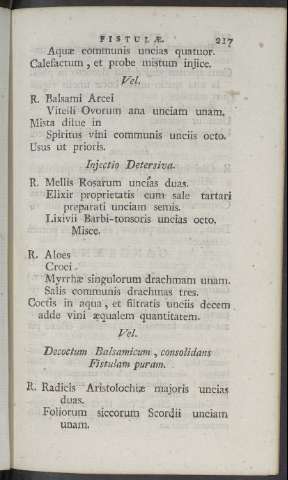 FISTULÆ. 217
Aquæ communis uncias quatuor.
Calefactum, et probe mistum injice.
Vel.
R. Balsami Arcei
Vitelli Ovorum ana unciam unam.
Mista dilue in
Spiritus vini communis unciis octo.
Usus ut prioris.
Injectio Detersiva.
R. Mellis Rosarum uncias duas.
Elixir proprietatis cum sale tartari
preparati unciam semis.
Lixivii Barbi-tonsoris uncias octo.
Misce.
R. Aloes
Croci
Myrrhæ singulorum drachmam unam.
Salis communis drachmas tres.
Coctis in aqua, et filtratis unciis decem
adde vini æqualem quantitatem.
Vel.
Decoctum Balsamicum, consolidans
Fistulam puram.
R. Radicis Aristolochiæ majoris uncias
duas.
Foliorum siccorum Scordii unciam
unam.